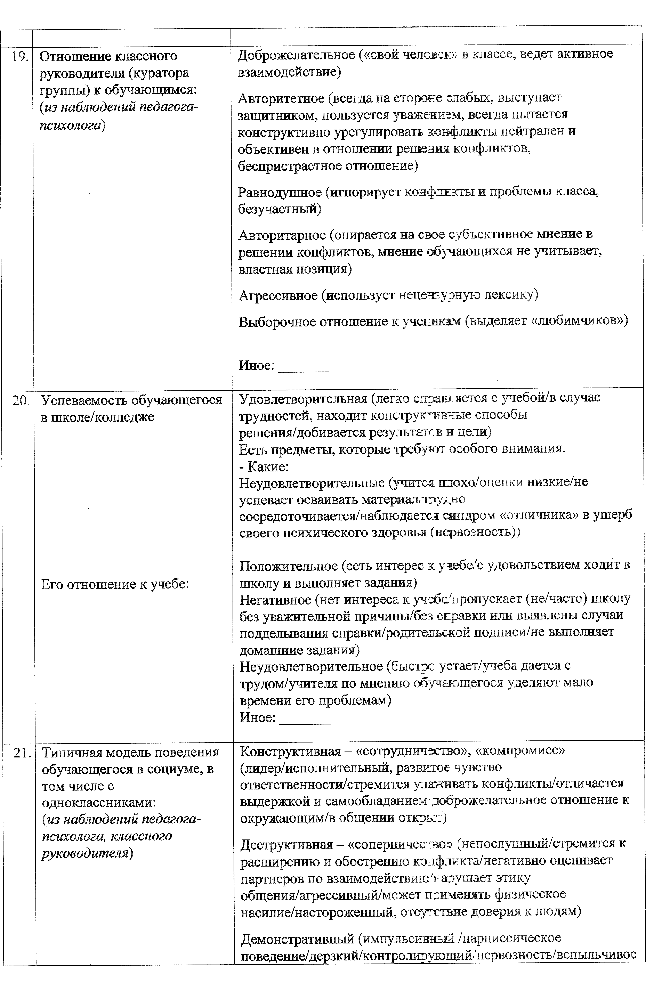 19.
Отношение классного
руководителя (куратора
группы) к обучающимся:
(из наблюдений педагога-
психолога)
Доброжелательное («свой человек» в классе, ведет активное
взаимодействие)
Авторитетное (всегда на стороне слабых, выступает
защитником, пользуется уважением, всегда пытается
конструктивно урегулировать конфликты нейтрален и
объективен в отношении решения конфликтов,
беспристрастное отношение)
Равнодушное (игнорирует конфликты и проблемы класса,
безучастный)
Авторитарное (опирается на свое субъективное мнение в
решении конфликтов, мнение обучающихся не учитывает,
властная позиция)
Агрессивное (использует нецензурную лексику)
Выборочное отношение к ученикам (выделяет «любимчиков»)
Иное: _______
20.
Успеваемость обучающегося
в школе/колледже
Его отношение к учебе:
Удовлетворительная (легко справляется с учебой/в случае
трудностей, находит конструктивные способы
решения/добивается результатов и цели)
Есть предметы, которые требуют особого внимания.
- Какие:
Неудовлетворительные (учится плохо/оценки низкие/не
успевает осваивать материал/трудно
сосредоточивается/наблюдается синдром «отличника» в ущерб
своего психического здоровья (нервозность))
Положительное (есть интерес к учебе/с удовольствием ходит в
школу и выполняет задания)
Негативное (нет интереса к учебе/пропускает (не/часто) школу
без уважительной причины/без справки или выявлены случаи
подделывания справки/родительской подписи/не выполняет
домашние задания)
Неудовлетворительное (быстро устает/учеба дается с
трудом/учителя по мнению обучающегося уделяют мало
времени его проблемам)
Иное: _______
21.
Типичная модель поведения
обучающегося в социуме, в
том числе с
одноклассниками:
(из наблюдений педагога-
психолога, классного
руководителя)
Конструктивная – «сотрудничество», «компромисс»
(лидер/исполнительный, развитое чувство
ответственности/стремится улаживать конфликты/отличается
выдержкой и самообладанием/доброжелательное отношение к
окружающим/в общении открыт)
Деструктивная – «соперничество» (непослушный/стремится к
расширению и обострению конфликта/негативно оценивает
партнеров по взаимодействию/нарушает этику
общения/агрессивный/может применять физическое
насилие/настороженный, отсутствие доверия к людям)
Демонстративный (импульсивный /нарциссическое
поведение/дерзкий/контролирующий/нервозность/вспыльчивос